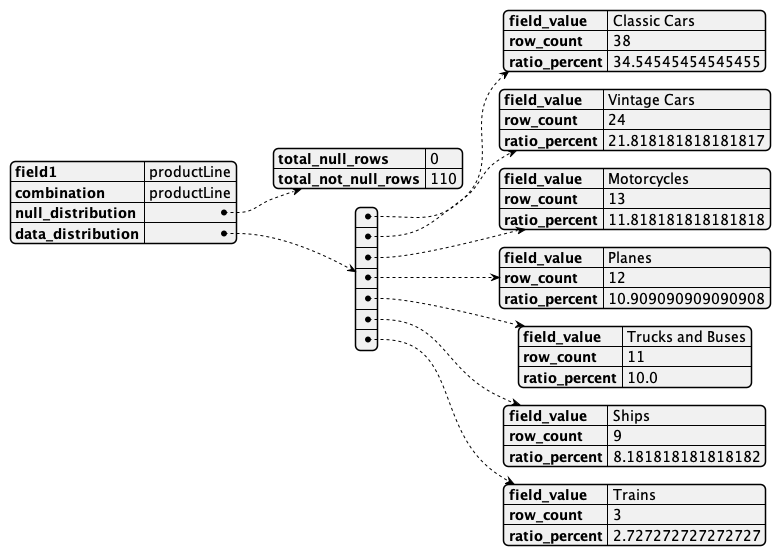 field1 productLine
combination productLine
null_distribution
data_distribution
total_null_rows 0
total_not_null_rows 110
field_value Classic Cars
row_count 38
ratio_percent 34.54545454545455
field_value Vintage Cars
row_count 24
ratio_percent 21.818181818181817
field_value Motorcycles
row_count 13
ratio_percent 11.818181818181818
field_value Planes
row_count 12
ratio_percent 10.909090909090908
field_value Trucks and Buses
row_count 11
ratio_percent 10.0
field_value Ships
row_count 9
ratio_percent 8.181818181818182
field_value Trains
row_count 3
ratio_percent 2.727272727272727